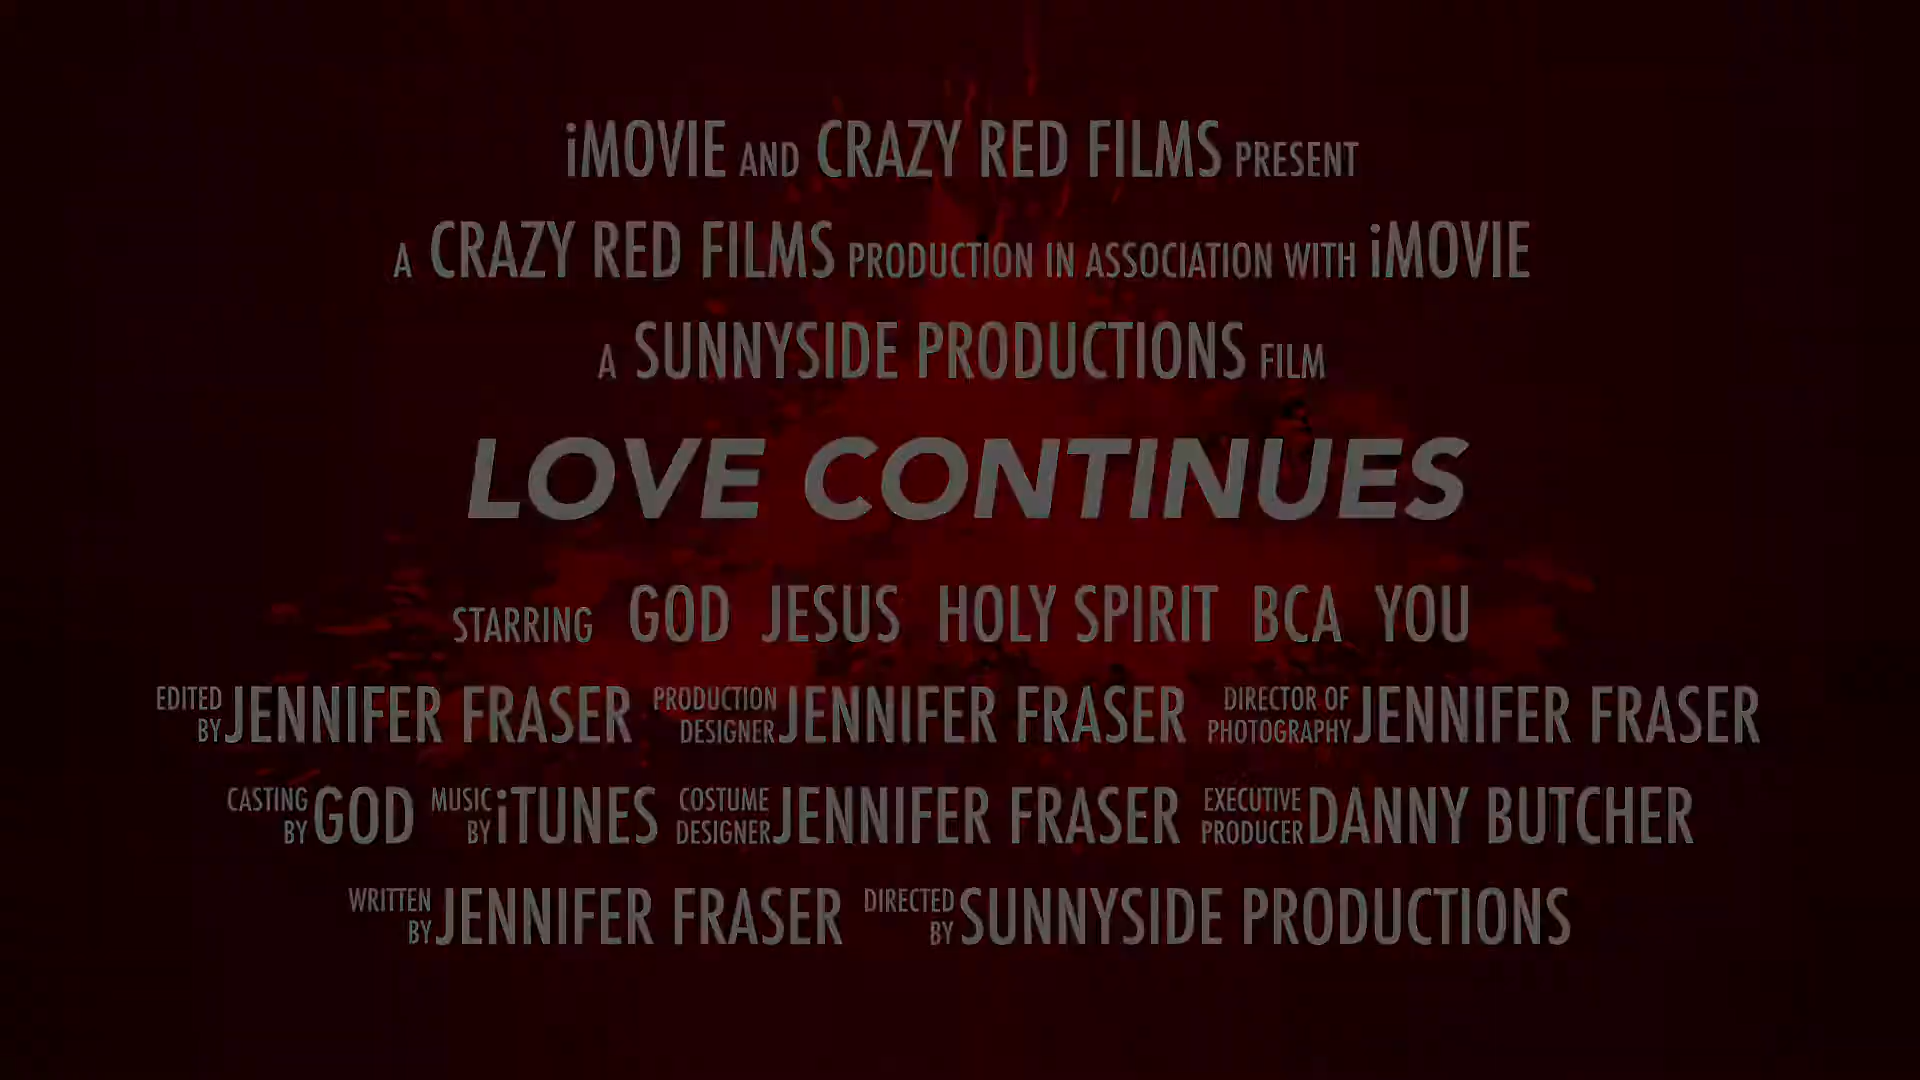 iMOVIE AND CRAZY RED FILMS PRESENT
A CRAZY RED FILMS PRODUCTION IN ASSOCIATION WITH iMOVIE
A SUNNYSIDE PRODUCTIONS FILM
LOVE CONTINUES
STARRING GOD JESUS HOLY SPIRIT BCA YOU
EDITED BY JENNIFER FRASER PRODUCTION DESIGNER JENNIFER FRASER DIRECTOR OF PHOTOGRAPHY JENNIFER FRASER
CASTING BY GOD MUSIC BY iTUNES COSTUME DESIGNER JENNIFER FRASER EXECUTIVE PRODUCER DANNY BUTCHER
WRITTEN BY JENNIFER FRASER DIRECTED BY SUNNYSIDE PRODUCTIONS